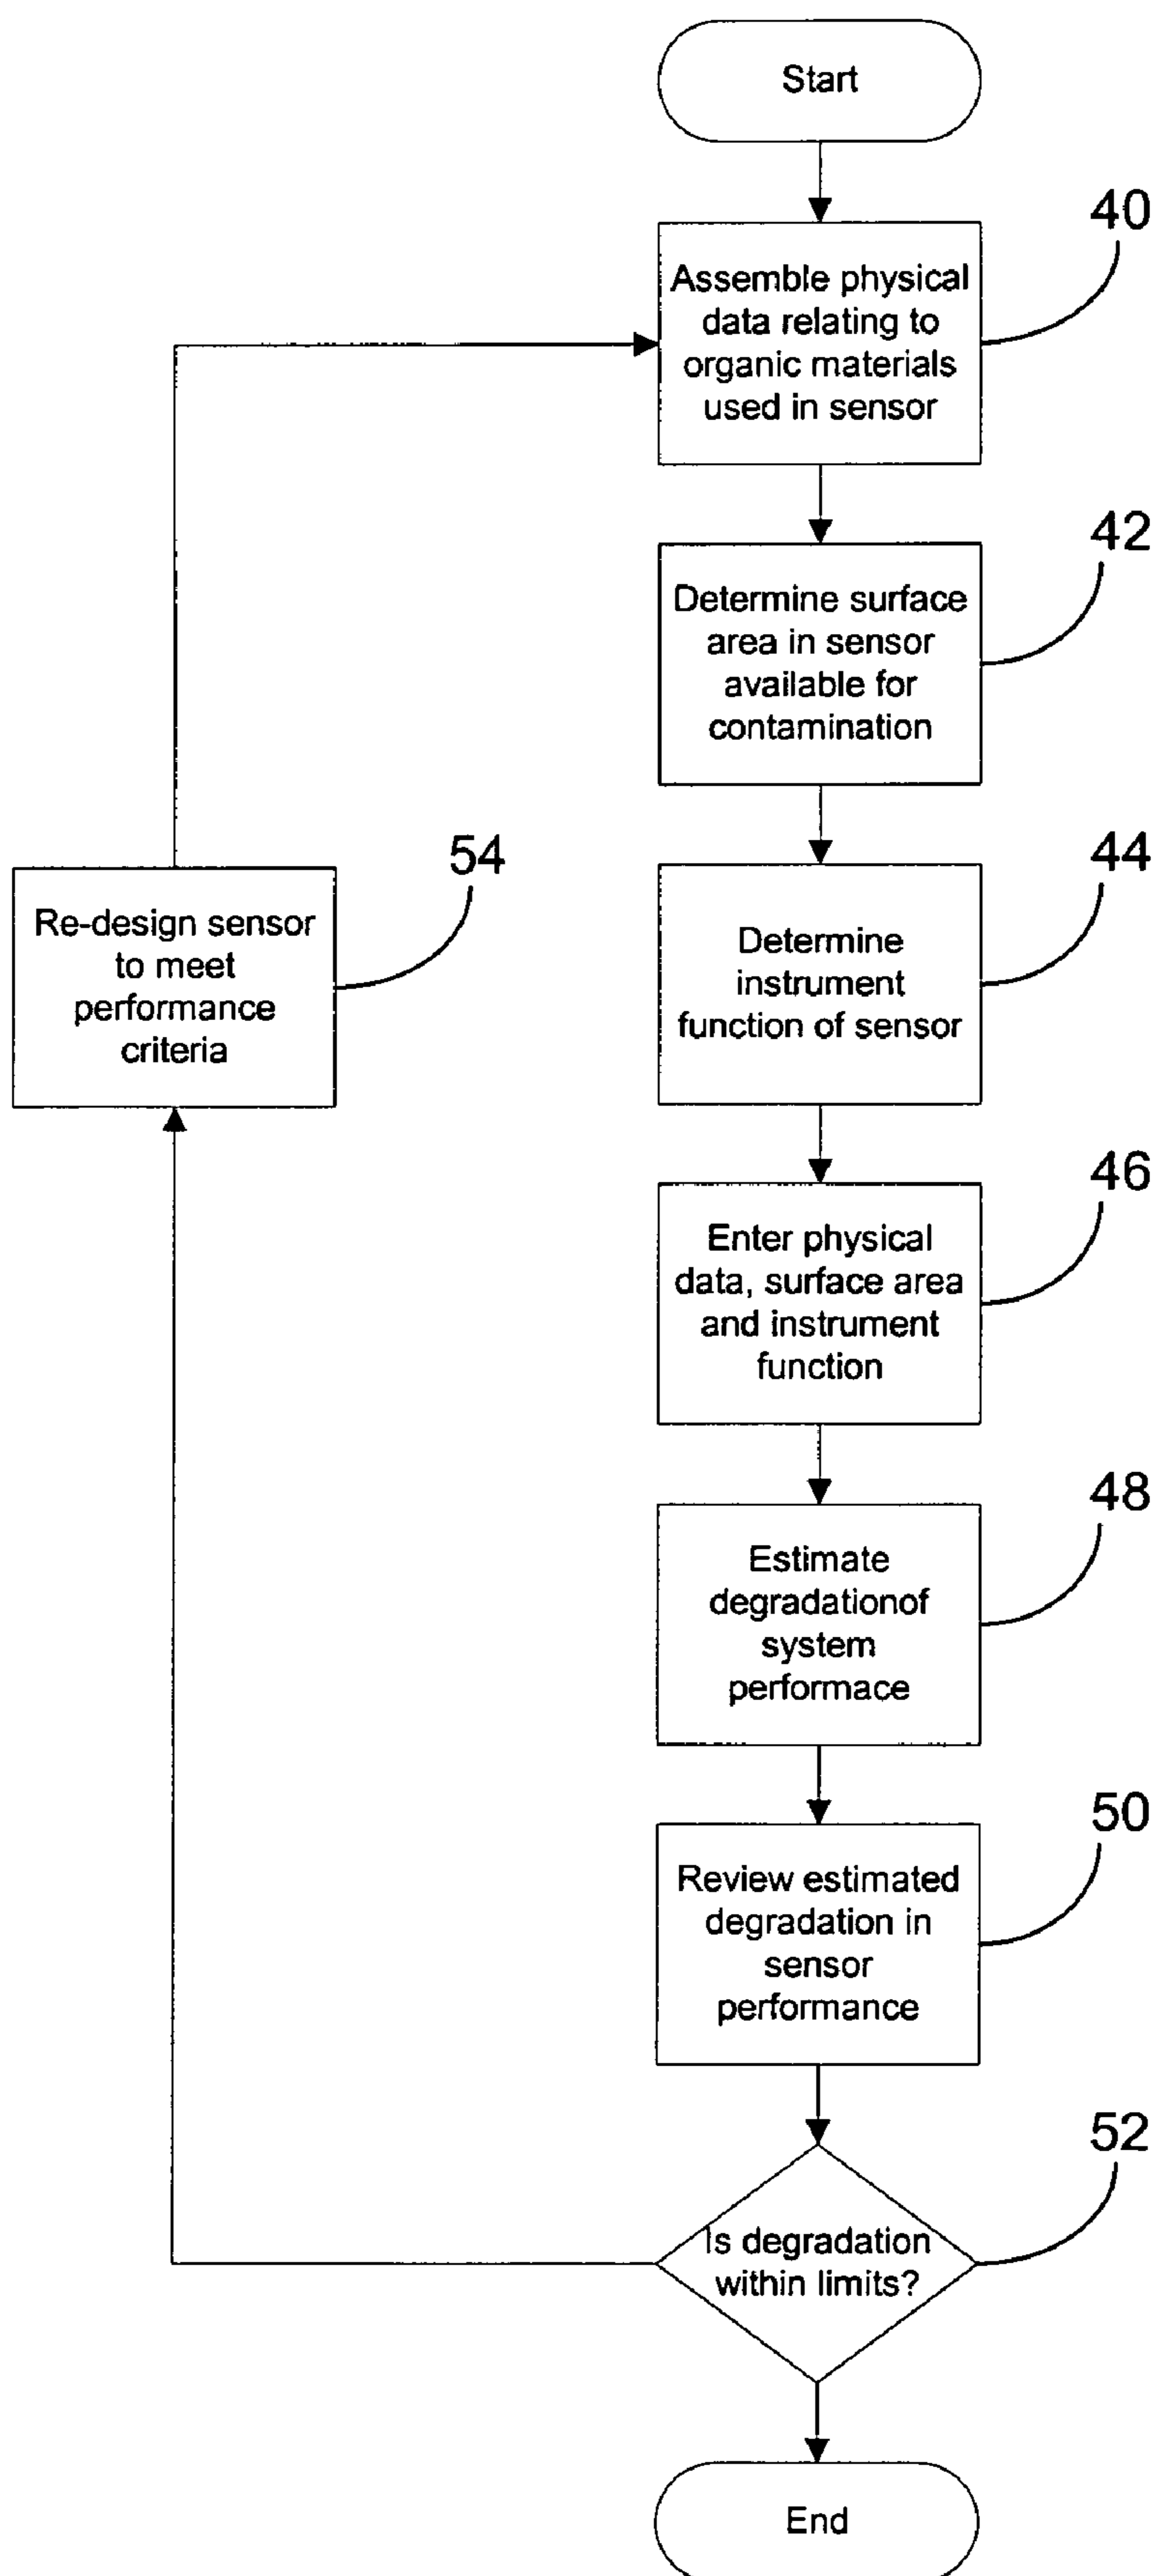 Start
40
Assemble physical
data relating to
organic materials
used in sensor
42
Determine surface
area in sensor
available for
contamination
54
Re-design sensor
to meet
performance
criteria
44
Determine
instrument
function of sensor
46
Enter physical
data, surface area
and instrument
function
48
Estimate
degradationof
system
performace
50
Review estimated
degradation in
sensor
performance
52
Is degradation
within limits?
End